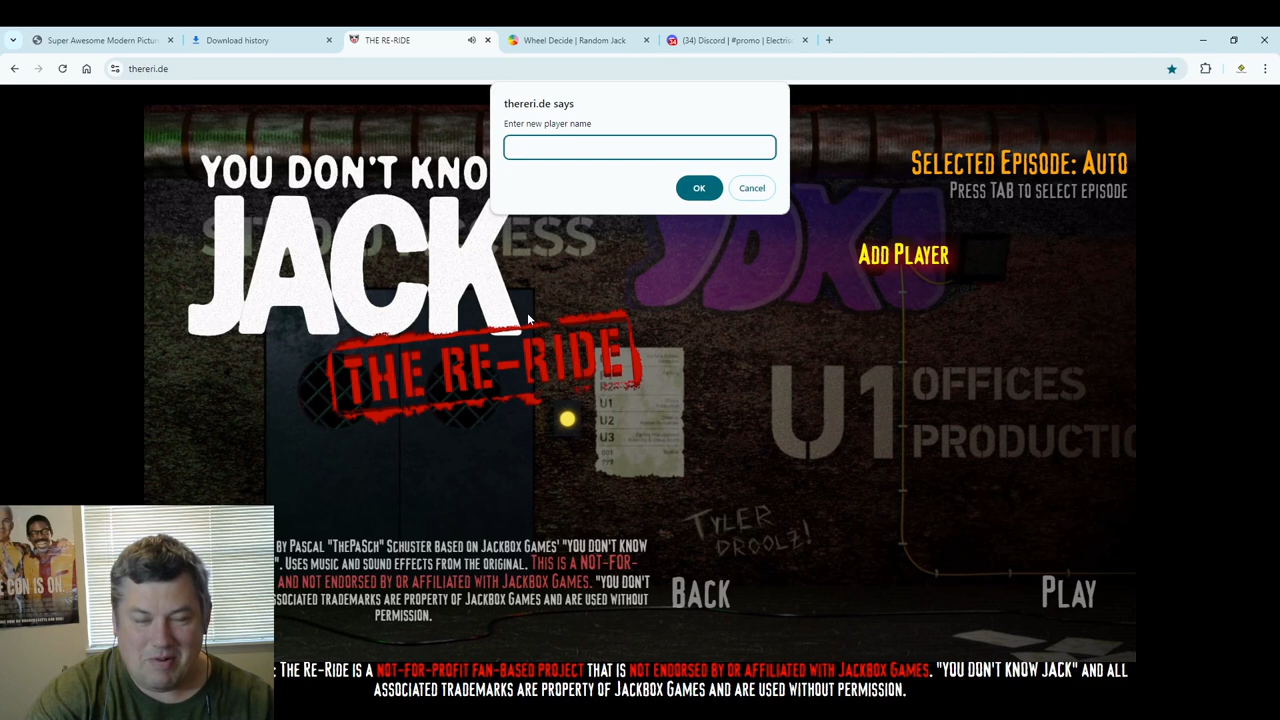 Super Awesome Modern Pictur
Download history
THE RE-RIDE
Wheel Decide | Random Jack
(34) Discord | #promo | Electris
thereri.de
thereri.de says
Enter new player name
OK
Cancel
YOU DON'T KNO
JACK
THE RE-RIDE
SELECTED EPISODE: AUTO
PRESS TAB TO SELECT EPISODE
ADD PLAYER
YDKJ
U1
OFFICES
PRODUCTIO
U1
U2
U3
TYLER
DROOL
BY PASCAL "THEPASCH" SCHUSTER BASED ON JACKBOX GAMES' "YOU DON'T KNOW
". USES MUSIC AND SOUND EFFECTS FROM THE ORIGINAL. THIS IS A NOT-FOR-
AND NOT ENDORSED BY OR AFFILIATED WITH JACKBOX GAMES. "YOU DON'T
SSOCIATED TRADEMARKS ARE PROPERTY OF JACKBOX GAMES AND ARE USED WITHOUT
PERMISSION.
BACK
PLAY
: THE RE-RIDE IS A NOT-FOR-PROFIT FAN-BASED PROJECT THAT IS NOT ENDORSED BY OR AFFILIATED WITH JACKBOX GAMES. "YOU DON'T KNOW JACK" AND ALL
ASSOCIATED TRADEMARKS ARE PROPERTY OF JACKBOX GAMES AND ARE USED WITHOUT PERMISSION.
E CON IS ON.